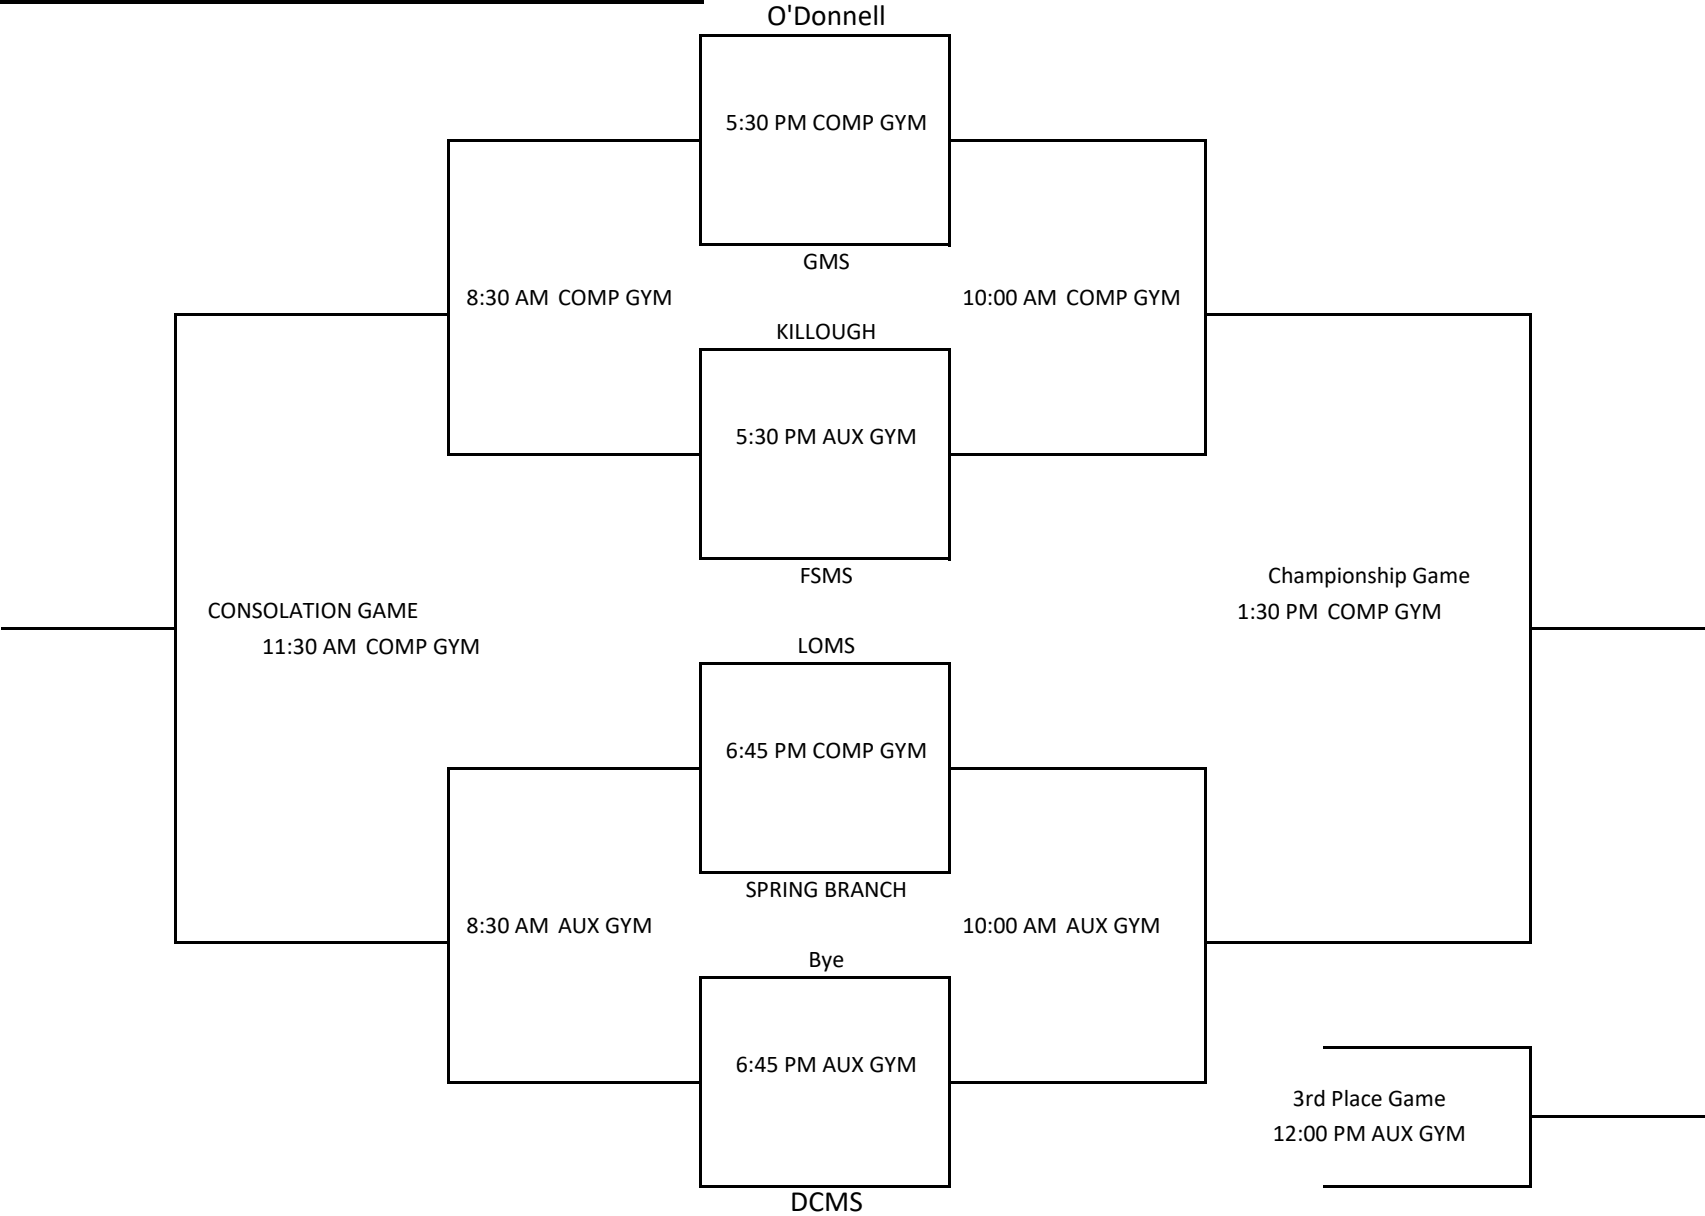 O'Donnell
5:30 PM COMP GYM
GMS
8:30 AM COMP GYM
10:00 AM COMP GYM
KILLOUGH
5:30 PM AUX GYM
FSMS
Championship Game
CONSOLATION GAME
1:30 PM COMP GYM
11:30 AM COMP GYM
LOMS
6:45 PM COMP GYM
SPRING BRANCH
8:30 AM AUX GYM
10:00 AM AUX GYM
Bye
6:45 PM AUX GYM
3rd Place Game
12:00 PM AUX GYM
DCMS